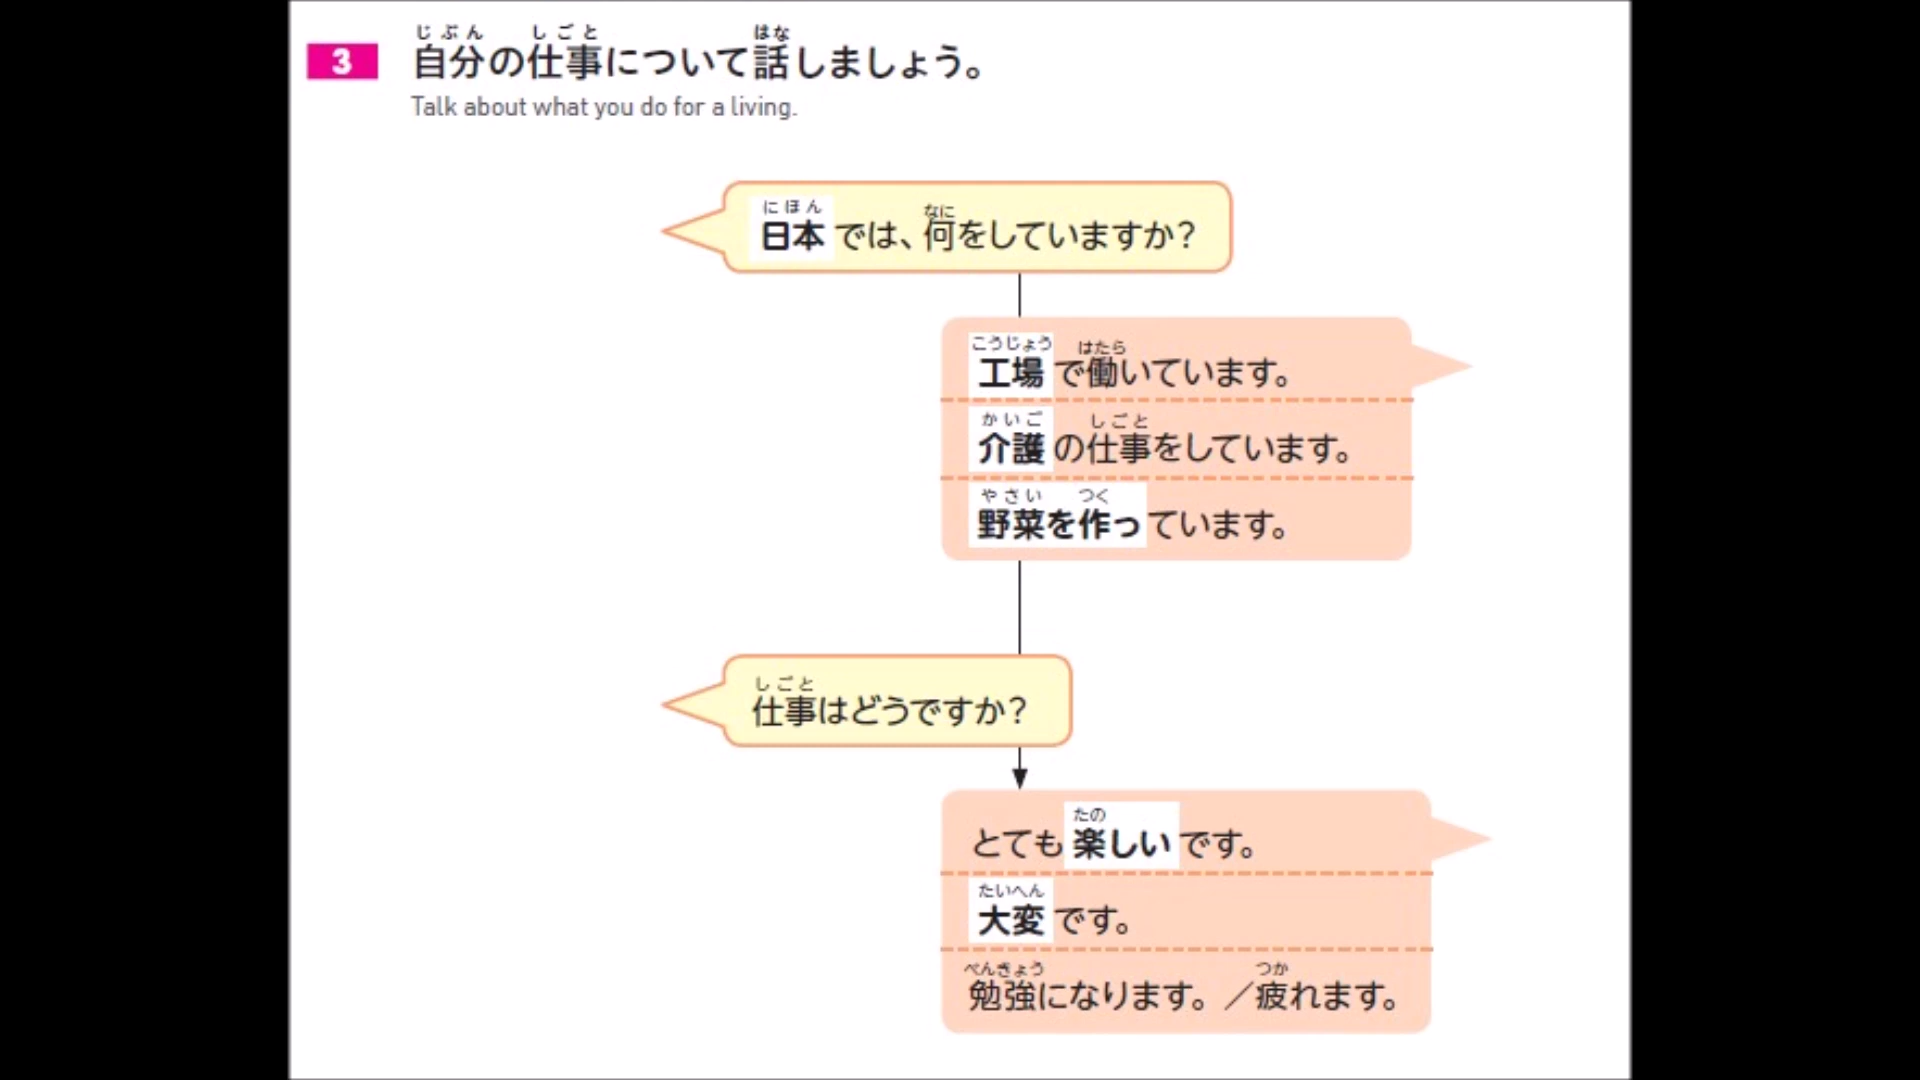 3
じぶん しごと はな
自分の仕事について話しましょう。
Talk about what you do for a living.
にほん なに
日本では、何をしていますか?
こうじょう はたら
工場で働いています。
かいご しごと
介護の仕事をしています。
やさい つく
野菜を作っています。
しごと
仕事はどうですか?
たの
とても楽しいです。
たいへん
大変です。
べんきょう つか
勉強になります。／疲れます。